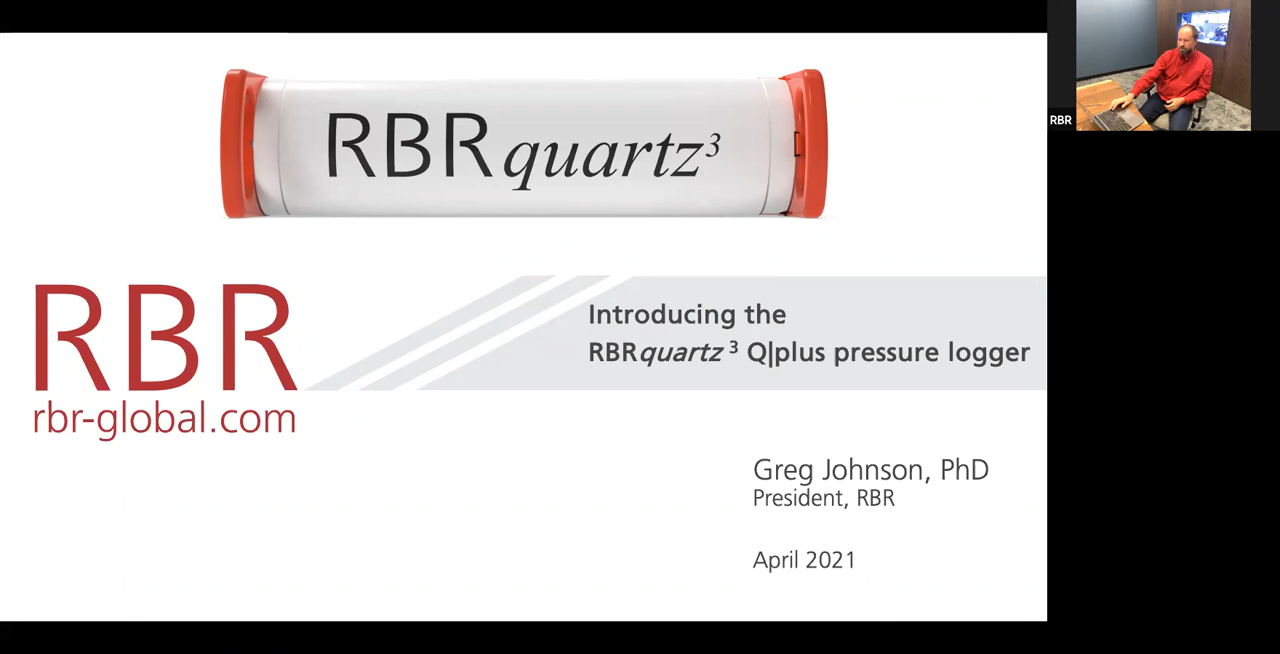 RBRquartz³
RBR
rbr-global.com
Introducing the
RBRquartz³ Q|plus pressure logger
Greg Johnson, PhD
President, RBR
April 2021
RBR